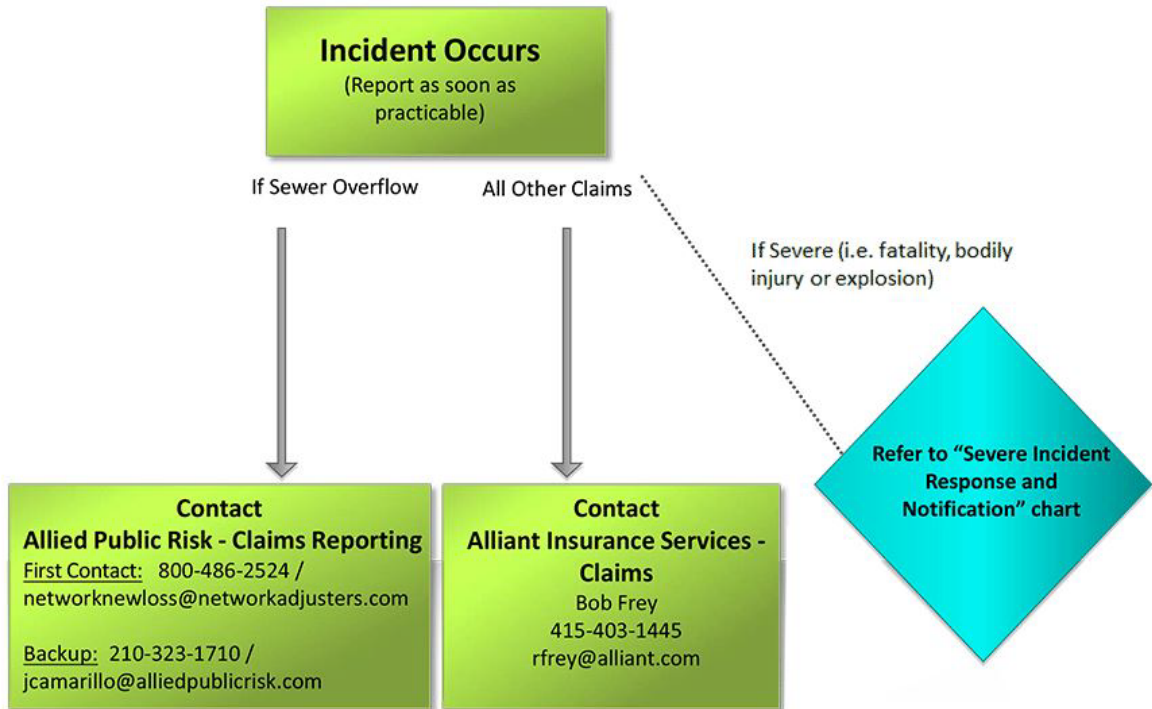 Incident Occurs
(Report as soon as
practicable)
If Sewer Overflow
All Other Claims
If Severe (i.e. fatality, bodily
injury or explosion)
Refer to “Severe Incident
Response and
Notification” chart
Contact
Allied Public Risk - Claims Reporting
First Contact: 800-486-2524 /
networknewloss@networkadjusters.com
Backup: 210-323-1710 /
jcamarillo@alliedpublicrisk.com
Contact
Alliant Insurance Services -
Claims
Bob Frey
415-403-1445
rfrey@alliant.com